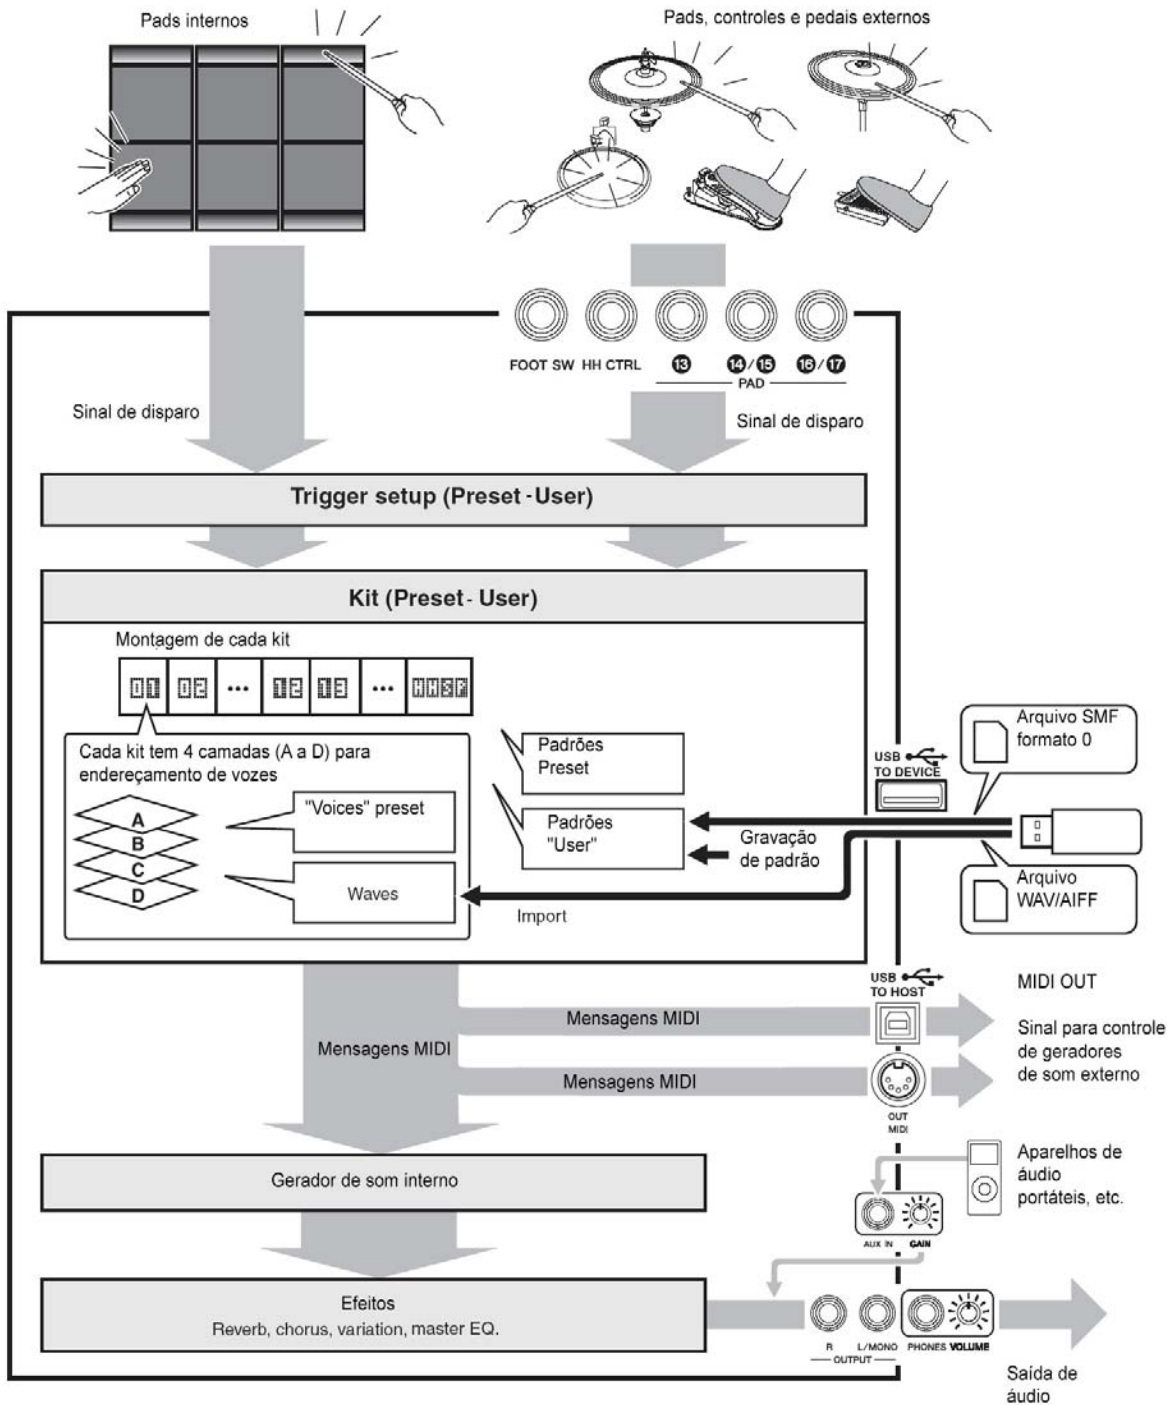 Pads internos
Pads, controles e pedais externos
FOOT SW HH CTRL 13 14/15 16/17
PAD
Sinal de disparo
Sinal de disparo
Trigger setup (Preset - User)
Kit (Preset - User)
Montagem de cada kit
01 02 ••• 12 13 ••• HHSP
Cada kit tem 4 camadas (A a D) para
endereçamento de vozes
A
B
C
D
"Voices" preset
Waves
Padrões
Preset
Padrões
"User"
Gravação
de padrão
Import
USB
TO DEVICE
Arquivo SMF
formato 0
Arquivo
WAV/AIFF
USB
TO HOST
MIDI OUT
Mensagens MIDI
Mensagens MIDI
Mensagens MIDI
Sinal para controle
de geradores
de som externo
OUT
MIDI
Gerador de som interno
Aparelhos de
áudio
portáteis, etc.
AUX IN GAIN
Efeitos
Reverb, chorus, variation, master EQ.
R L/MONO PHONES VOLUME
OUTPUT
Saída de
áudio